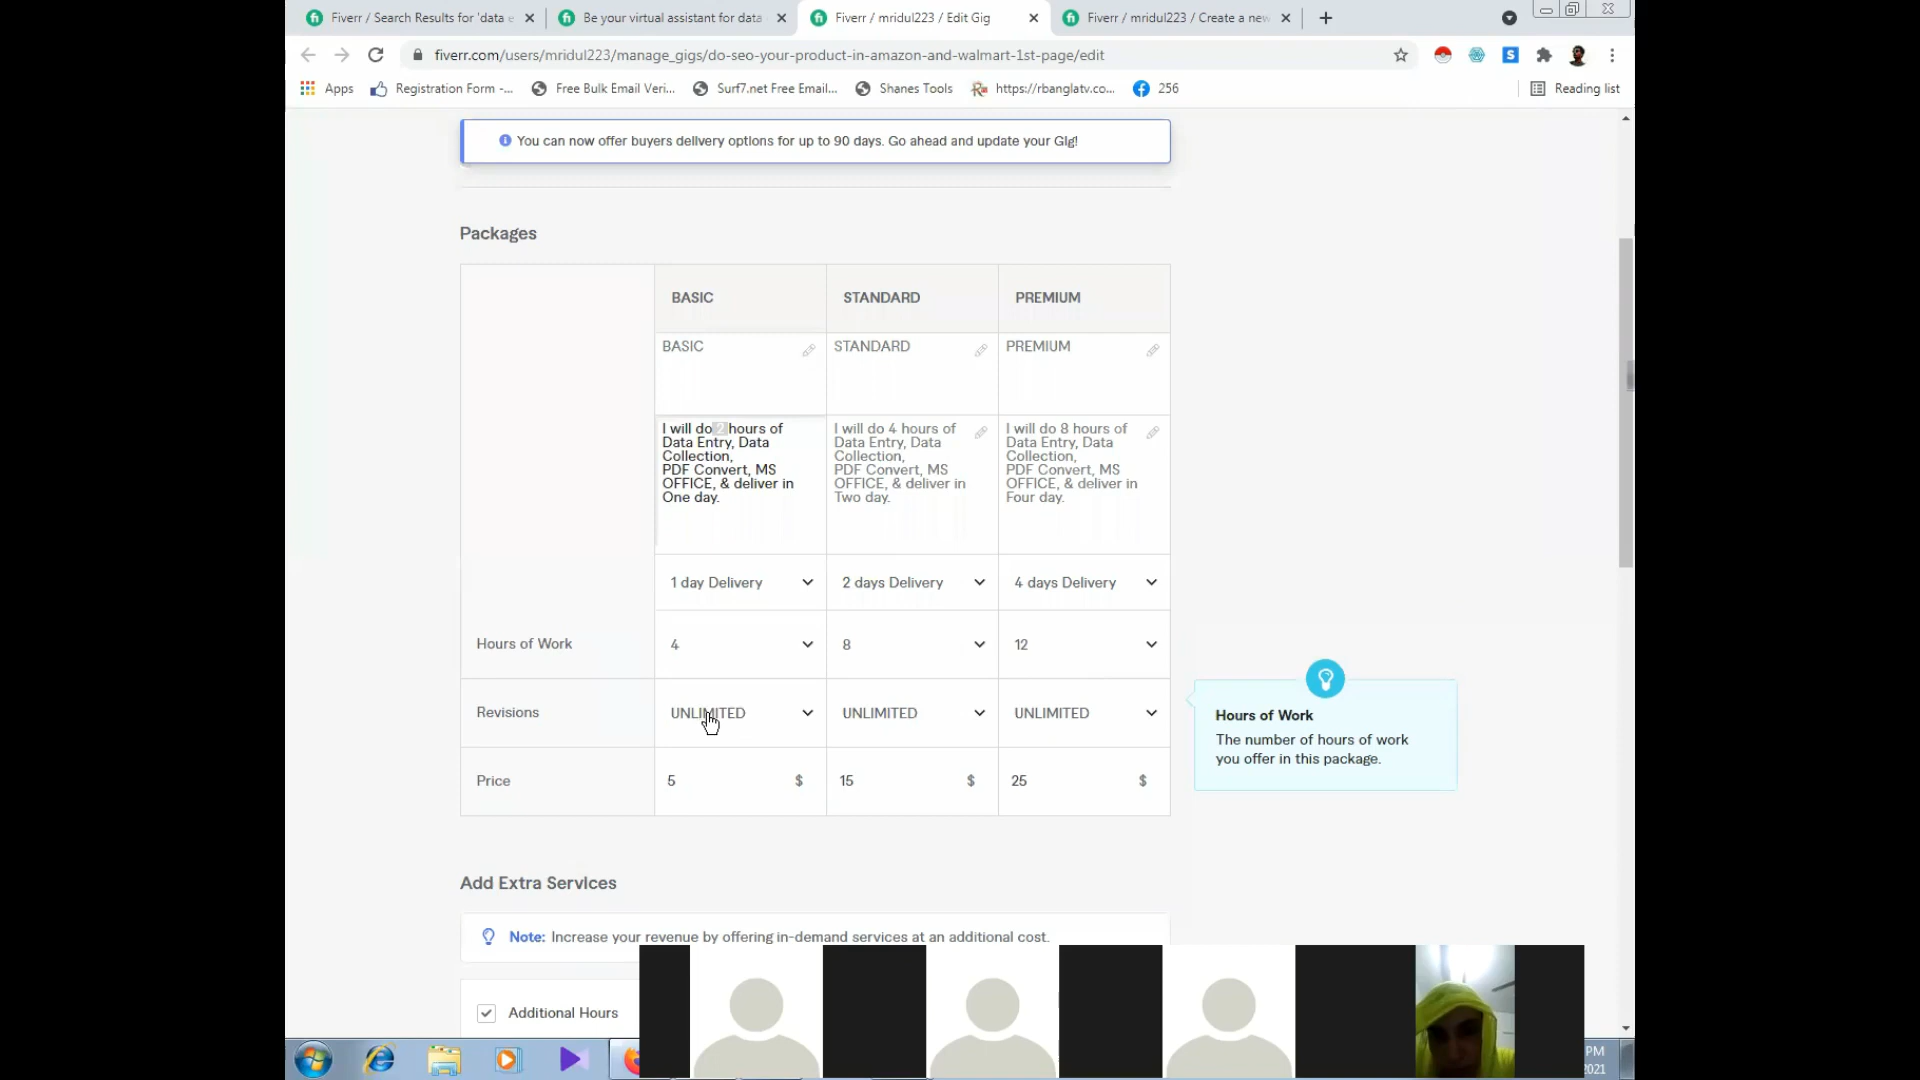 Fiverr / Search Results for 'data e
Be your virtual assistant for data
Fiverr / mridul223 / Edit Gig
Fiverr / mridul223 / Create a new
fiverr.com/users/mridul223/manage_gigs/do-seo-your-product-in-amazon-and-walmart-1st-page/edit
Apps
Registration Form -...
Free Bulk Email Veri...
Surf7.net Free Email...
Shanes Tools
https://rbanglatv.co...
256
Reading list
You can now offer buyers delivery options for up to 90 days. Go ahead and update your Gig!
Packages
BASIC STANDARD PREMIUM
BASIC STANDARD PREMIUM
I will do 2 hours of
Data Entry, Data
Collection,
PDF Convert, MS
OFFICE, & deliver in
One day.
I will do 4 hours of
Data Entry, Data
Collection,
PDF Convert, MS
OFFICE, & deliver in
Two day.
I will do 8 hours of
Data Entry, Data
Collection,
PDF Convert, MS
OFFICE, & deliver in
Four day.
1 day Delivery 2 days Delivery 4 days Delivery
Hours of Work 4 8 12
Revisions UNLIMITED UNLIMITED UNLIMITED
Price 5 $ 15 $ 25 $
Hours of Work
The number of hours of work
you offer in this package.
Add Extra Services
Note: Increase your revenue by offering in-demand services at an additional cost.
Additional Hours
PM
2021